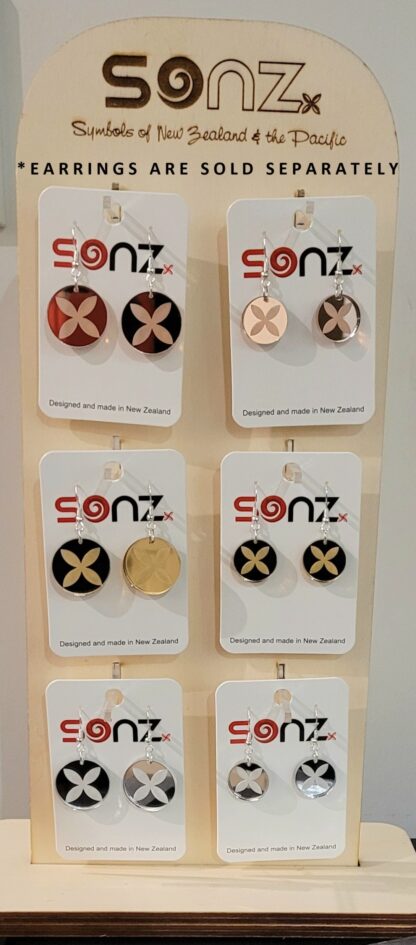 SONZ
Symbols of New Zealand & the Pacific
*EARRINGS ARE SOLD SEPARATELY
SONZ
Designed and made in New Zealand
SONZ
Designed and made in New Zealand
SONZ
Designed and made in New Zealand
SONZ
Designed and made in New Zealand
SONZ
Designed and made in New Zealand
SONZ
Designed and made in New Zealand